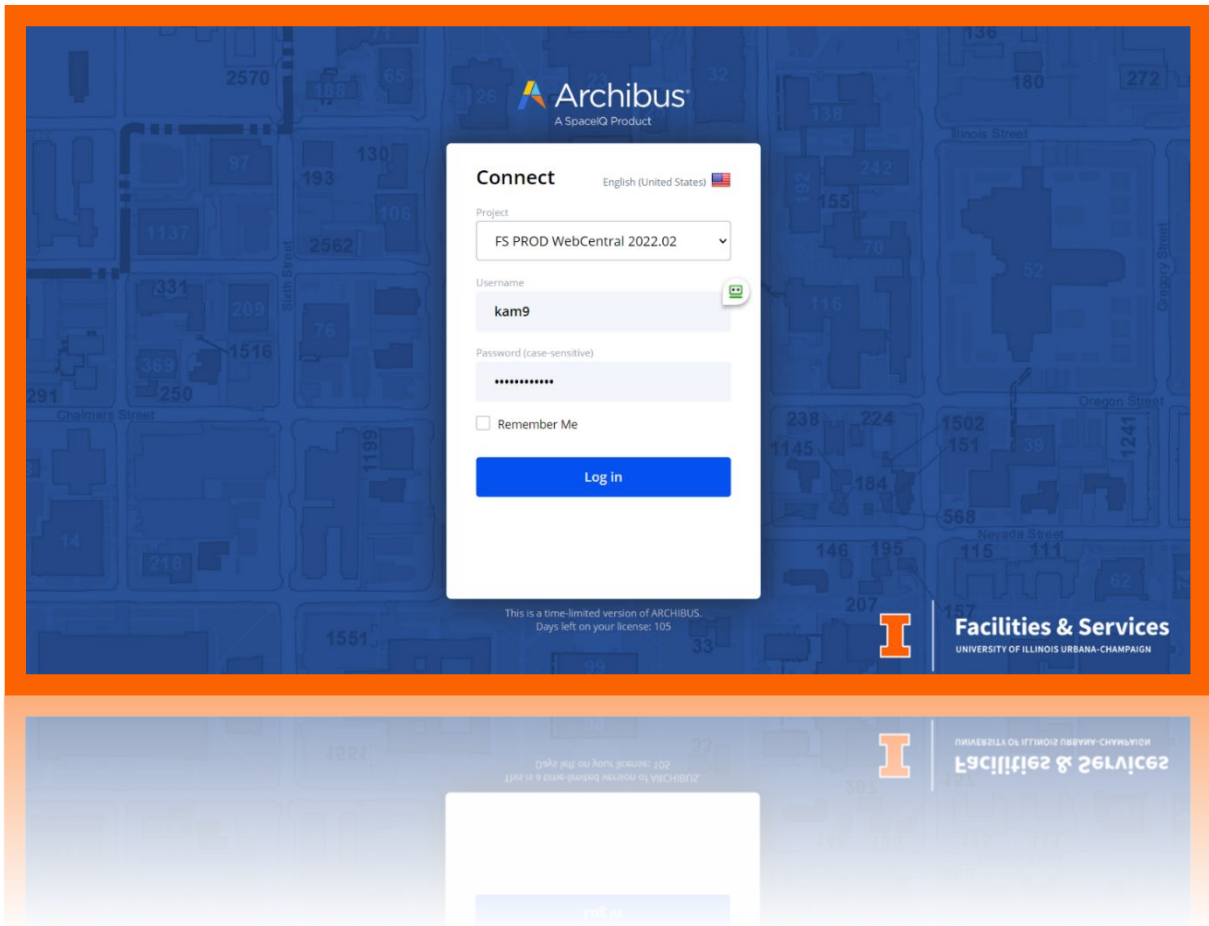 Archibus
A SpaceIQ Product
Connect
English (United States)
Project
FS PROD WebCentral 2022.02
Username
kam9
Password (case-sensitive)
••••••••••••
Remember Me
Log in
This is a time-limited version of ARCHIBUS.
Days left on your license: 105
I
Facilities & Services
UNIVERSITY OF ILLINOIS URBANA-CHAMPAIGN
71
2570
188
65
26
23
32
97
130
193
106
1137
2562
Sixth Street
331
209
76
1516
369
250
291
Chalmers Street
1199
14
218
1551
99
33
136
180
272
138
Illinois Street
242
192
155
70
52
Gregory Street
116
Oregon Street
238
224
1502
151
39
1241
1145
184
568
Nevada Street
146
195
115
111
62
207
157